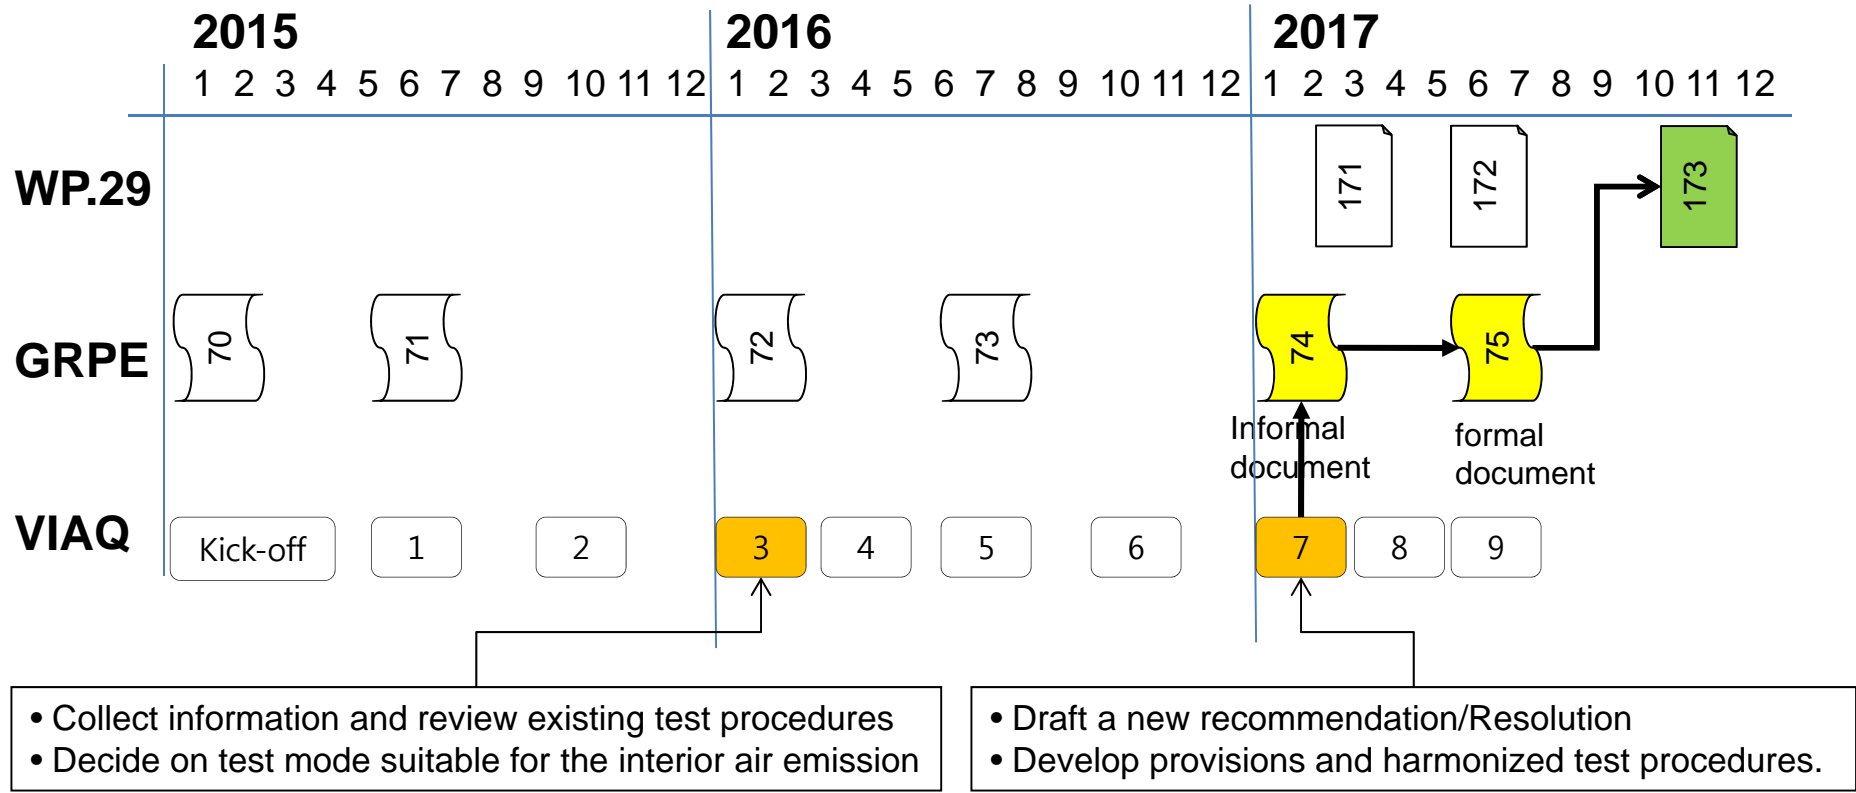 2015 2016 2017
1 2 3 4 5 6 7 8 9 10 11 12 1 2 3 4 5 6 7 8 9 10 11 12 1 2 3 4 5 6 7 8 9 10 11 12
WP.29 171 172 173
GRPE 70 71 72 73 74 75
Informal
document
formal
document
VIAQ Kick-off 1 2 3 4 5 6 7 8 9
• Collect information and review existing test procedures
• Decide on test mode suitable for the interior air emission
• Draft a new recommendation/Resolution
• Develop provisions and harmonized test procedures.